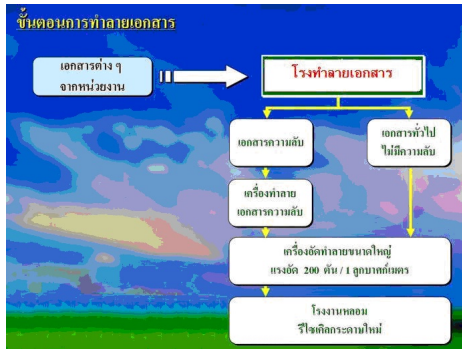 ขั้นตอนการทำลายเอกสาร
เอกสารต่าง ๆ
จากหน่วยงาน
โรงทำลายเอกสาร
เอกสารความลับ
เอกสารทั่วไป
ไม่มีความลับ
เครื่องทำลาย
เอกสารความลับ
เครื่องอัดทำลายขนาดใหญ่
แรงอัด 200 ตัน / 1 ลูกบาศก์เมตร
โรงงานหลอม
รีไซเคิลกระดาษใหม่